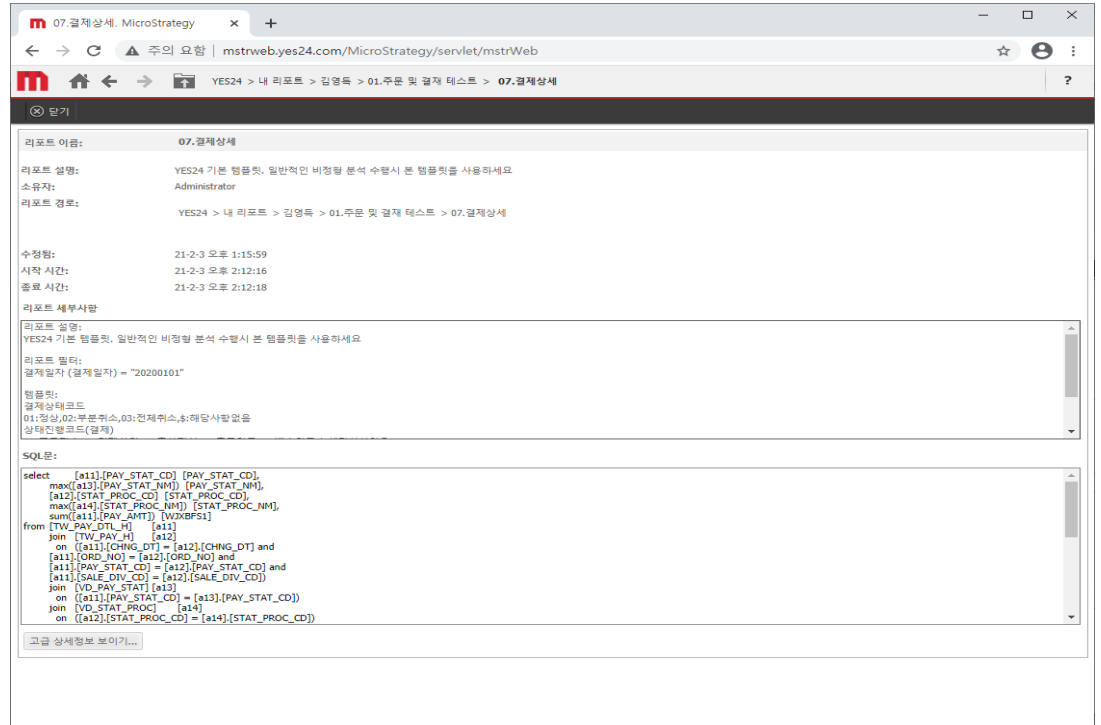 07.결제상세. MicroStrategy
주의 요함 | mstrweb.yes24.com/MicroStrategy/servlet/mstrWeb
YES24 > 내 리포트 > 김영득 > 01.주문 및 결재 테스트 > 07.결제상세 ?
닫기
리포트 이름: 07.결제상세
리포트 설명: YES24 기본 템플릿. 일반적인 비정형 분석 수행시 본 템플릿을 사용하세요
소유자: Administrator
리포트 경로:
YES24 > 내 리포트 > 김영득 > 01.주문 및 결재 테스트 > 07.결제상세
수정됨: 21-2-3 오후 1:15:59
시작 시간: 21-2-3 오후 2:12:16
종료 시간: 21-2-3 오후 2:12:18
리포트 세부사항
리포트 설명:
YES24 기본 템플릿. 일반적인 비정형 분석 수행시 본 템플릿을 사용하세요
리포트 필터:
결제일자 (결제일자) = "20200101"
템플릿:
결제상태코드
01:정상,02:부분취소,03:전체취소,$:해당사항없음
상태진행코드(결제)
SQL문:
select [a11].[PAY_STAT_CD] [PAY_STAT_CD],
max([a13].[PAY_STAT_NM]) [PAY_STAT_NM],
[a12].[STAT_PROC_CD] [STAT_PROC_CD],
max([a14].[STAT_PROC_NM]) [STAT_PROC_NM],
sum([a11].[PAY_AMT]) [WJXBFS1]
from [TW_PAY_DTL_H] [a11]
join [TW_PAY_H] [a12]
on ([a11].[CHNG_DT] = [a12].[CHNG_DT] and
[a11].[ORD_NO] = [a12].[ORD_NO] and
[a11].[PAY_STAT_CD] = [a12].[PAY_STAT_CD] and
[a11].[SALE_DIV_CD] = [a12].[SALE_DIV_CD])
join [VD_PAY_STAT] [a13]
on ([a11].[PAY_STAT_CD] = [a13].[PAY_STAT_CD])
join [VD_STAT_PROC] [a14]
on ([a12].[STAT_PROC_CD] = [a14].[STAT_PROC_CD])
고급 상세정보 보이기...